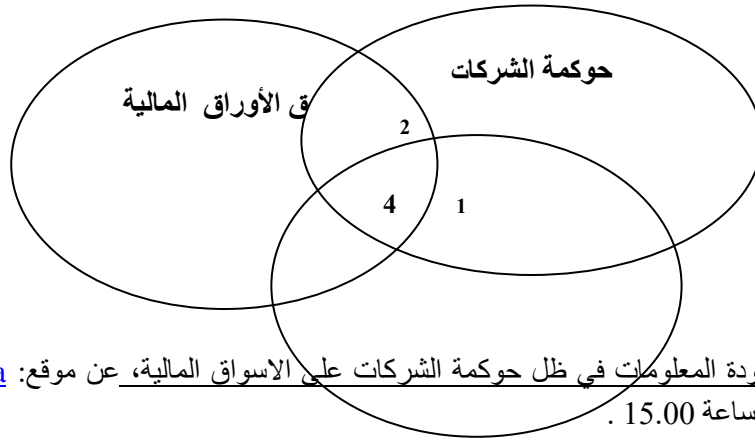 حوكمة الشركات
ق الأوراق المالية
2
4
1
ودة المعلومات في ظل حوكمة الشركات على الاسواق المالية، عن موقع: a
ساعة 15.00 .